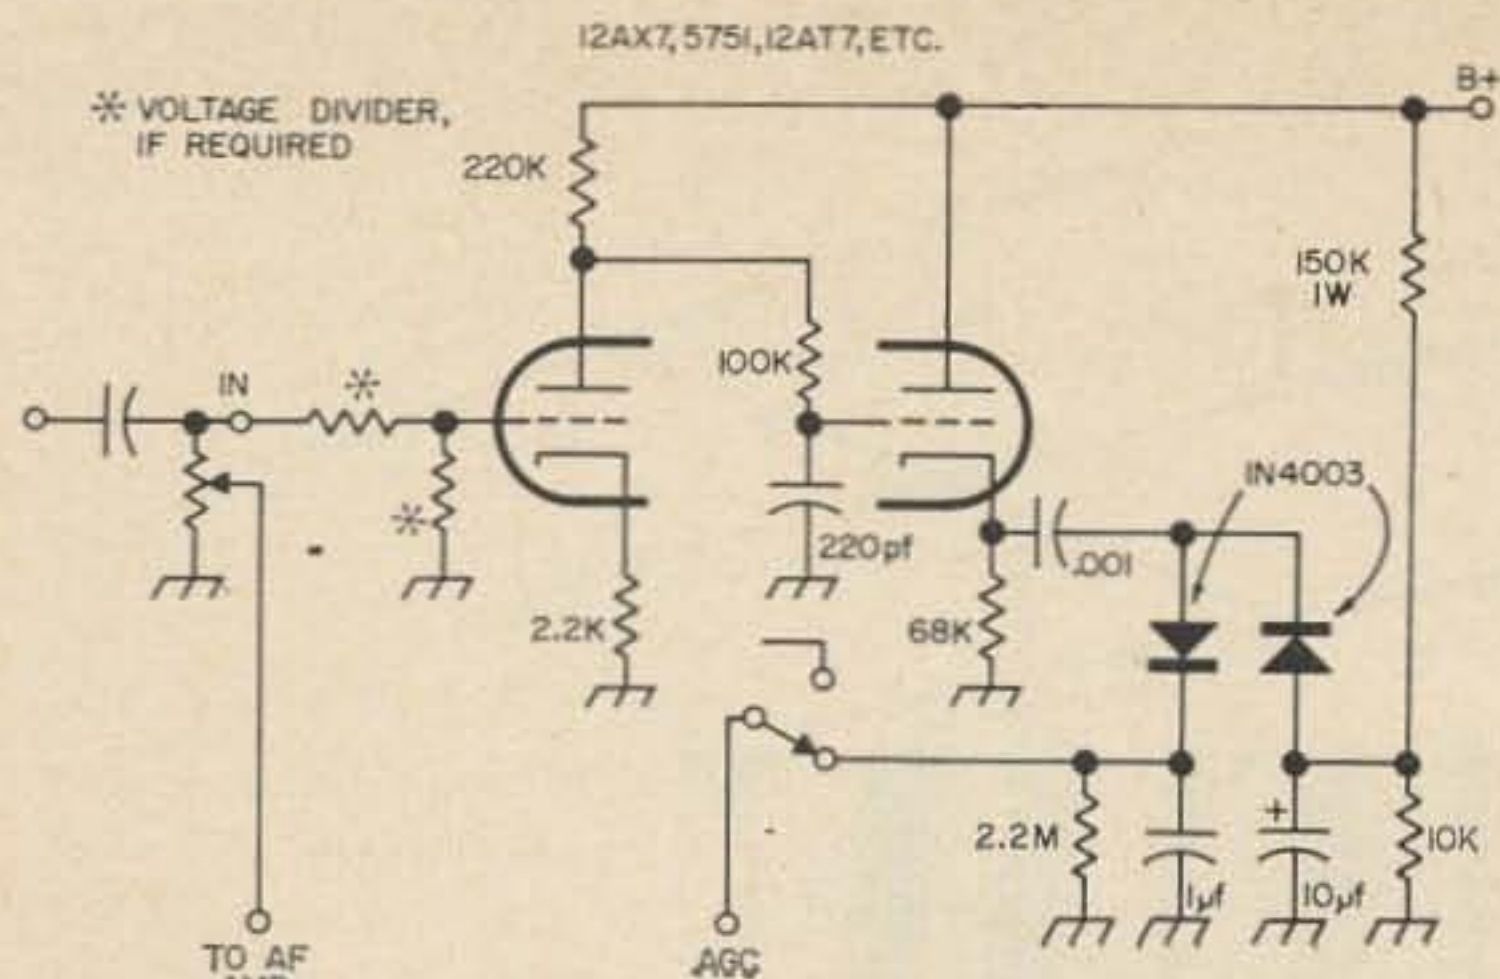 12AX7, 5751, 12AT7, ETC.
B+
* VOLTAGE DIVIDER,
IF REQUIRED
220K
150K
1W
100K
IN
*
*
IN4003
220pf
.001
2.2K
68K
2.2M
1µf
+
10µf
10K
TO AF
AGC